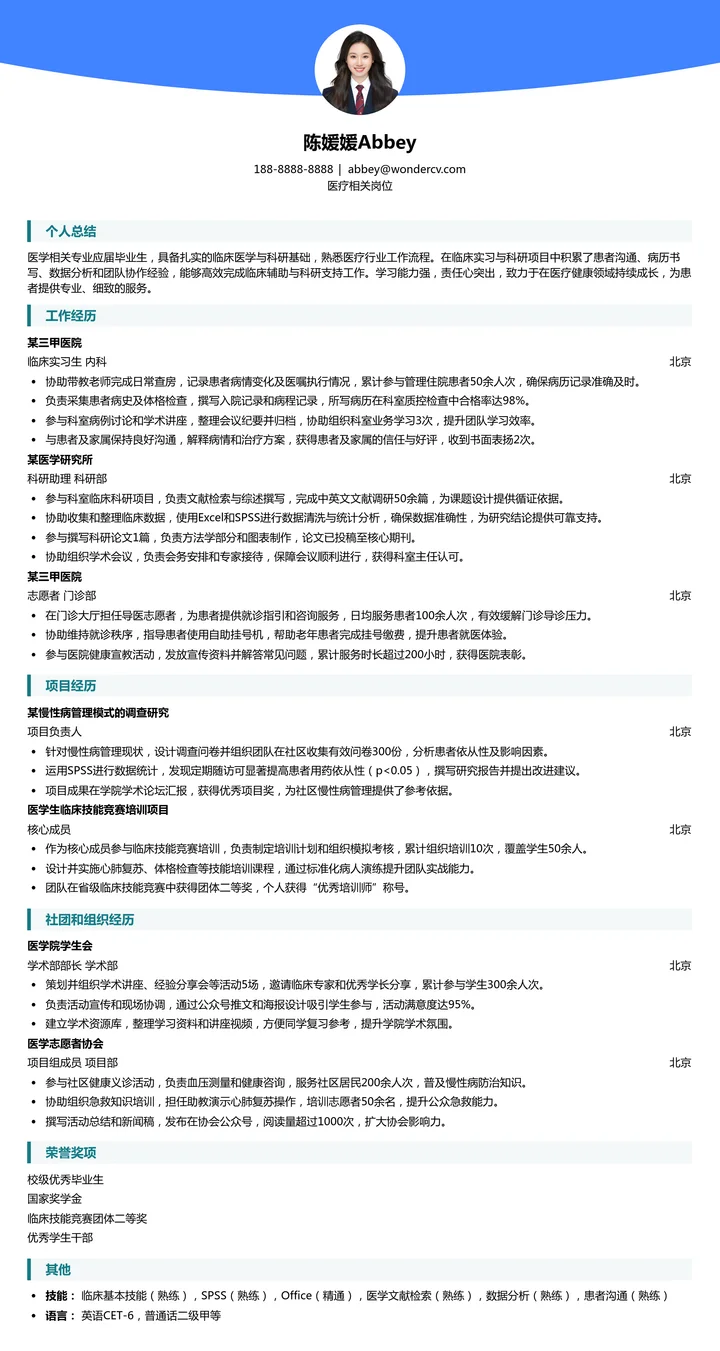 陈媛媛Abbey
188-8888-8888 | abbey@wondercv.com
医疗相关岗位
个人总结
医学相关专业应届毕业生，具备扎实的临床医学与科研基础，熟悉医疗行业工作流程。在临床实习与科研项目中积累了患者沟通、病历书
写、数据分析和团队协作经验，能够高效完成临床辅助与科研支持工作。学习能力强，责任心突出，致力于在医疗健康领域持续成长，为患
者提供专业、细致的服务。
工作经历
某三甲医院
临床实习生 内科 北京
• 协助带教老师完成日常查房，记录患者病情变化及医嘱执行情况，累计参与管理住院患者50余人次，确保病历记录准确及时。
• 负责采集患者病史及体格检查，撰写入院记录和病程记录，所写病历在科室质控检查中合格率达98%。
• 参与科室病例讨论和学术讲座，整理会议纪要并归档，协助组织科室业务学习3次，提升团队学习效率。
• 与患者及家属保持良好沟通，解释病情和治疗方案，获得患者及家属的信任与好评，收到书面表扬2次。
某医学研究所
科研助理 科研部 北京
• 参与科室临床科研项目，负责文献检索与综述撰写，完成中英文文献调研50余篇，为课题设计提供循证依据。
• 协助收集和整理临床数据，使用Excel和SPSS进行数据清洗与统计分析，确保数据准确性，为研究结论提供可靠支持。
• 参与撰写科研论文1篇，负责方法学部分和图表制作，论文已投稿至核心期刊。
• 协助组织学术会议，负责会务安排和专家接待，保障会议顺利进行，获得科室主任认可。
某三甲医院
志愿者 门诊部 北京
• 在门诊大厅担任导医志愿者，为患者提供就诊指引和咨询服务，日均服务患者100余人次，有效缓解门诊导诊压力。
• 协助维持就诊秩序，指导患者使用自助挂号机，帮助老年患者完成挂号缴费，提升患者就医体验。
• 参与医院健康宣教活动，发放宣传资料并解答常见问题，累计服务时长超过200小时，获得医院表彰。
项目经历
某慢性病管理模式的调查研究
项目负责人 北京
• 针对慢性病管理现状，设计调查问卷并组织团队在社区收集有效问卷300份，分析患者依从性及影响因素。
• 运用SPSS进行数据统计，发现定期随访可显著提高患者用药依从性（p<0.05），撰写研究报告并提出改进建议。
• 项目成果在学院学术论坛汇报，获得优秀项目奖，为社区慢性病管理提供了参考依据。
医学生临床技能竞赛培训项目
核心成员 北京
• 作为核心成员参与临床技能竞赛培训，负责制定培训计划和组织模拟考核，累计组织培训10次，覆盖学生50余人。
• 设计并实施心肺复苏、体格检查等技能培训课程，通过标准化病人演练提升团队实战能力。
• 团队在省级临床技能竞赛中获得团体二等奖，个人获得“优秀培训师”称号。
社团和组织经历
医学院学生会
学术部部长 学术部 北京
• 策划并组织学术讲座、经验分享会等活动5场，邀请临床专家和优秀学长分享，累计参与学生300余人次。
• 负责活动宣传和现场协调，通过公众号推文和海报设计吸引学生参与，活动满意度达95%。
• 建立学术资源库，整理学习资料和讲座视频，方便同学复习参考，提升学院学术氛围。
医学志愿者协会
项目组成员 项目部 北京
• 参与社区健康义诊活动，负责血压测量和健康咨询，服务社区居民200余人次，普及慢性病防治知识。
• 协助组织急救知识培训，担任助教演示心肺复苏操作，培训志愿者50余名，提升公众急救能力。
• 撰写活动总结和新闻稿，发布在协会公众号，阅读量超过1000次，扩大协会影响力。
荣誉奖项
校级优秀毕业生
国家奖学金
临床技能竞赛团体二等奖
优秀学生干部
其他
• 技能： 临床基本技能（熟练），SPSS（熟练），Office（精通），医学文献检索（熟练），数据分析（熟练），患者沟通（熟练）
• 语言： 英语CET-6，普通话二级甲等